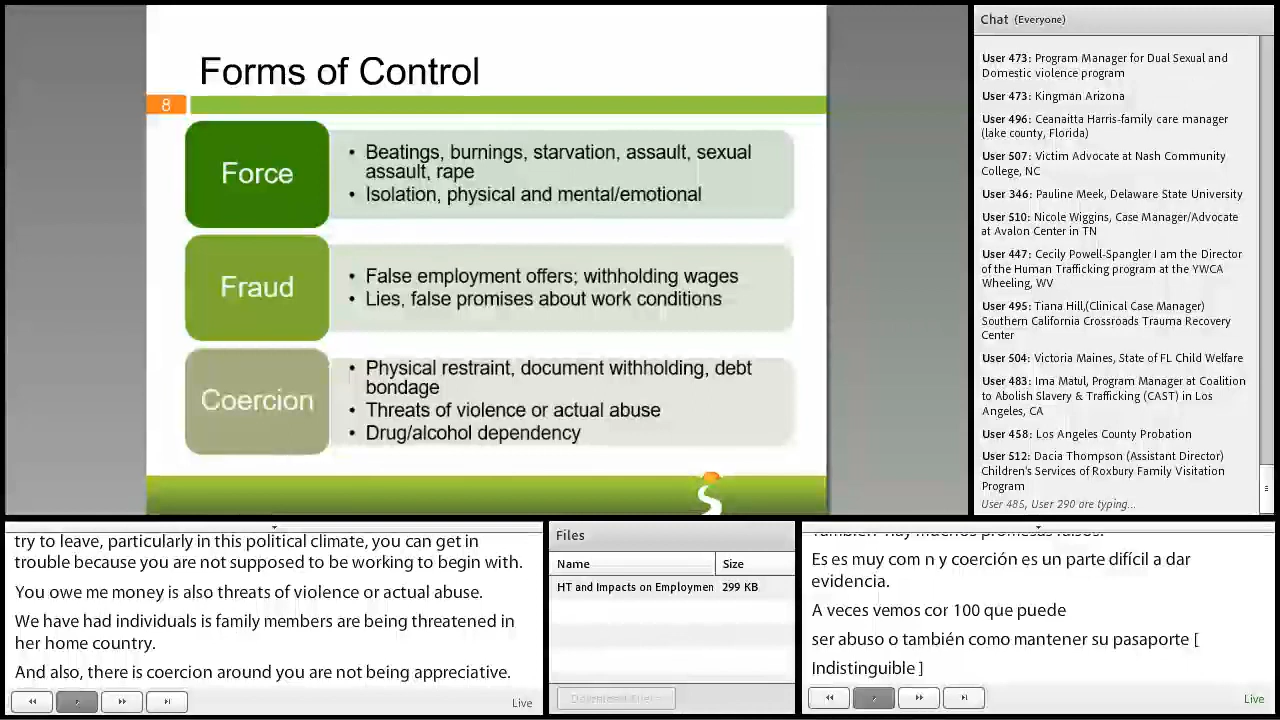 Forms of Control
8
Force
• Beatings, burnings, starvation, assault, sexual
assault, rape
• Isolation, physical and mental/emotional
Fraud
• False employment offers; withholding wages
• Lies, false promises about work conditions
Coercion
• Physical restraint, document withholding, debt
bondage
• Threats of violence or actual abuse
• Drug/alcohol dependency
Chat (Everyone)
User 473: Program Manager for Dual Sexual and
Domestic violence program
User 473: Kingman Arizona
User 496: Ceanaitta Harris-family care manager
(lake county, Florida)
User 507: Victim Advocate at Nash Community
College, NC
User 346: Pauline Meek, Delaware State University
User 510: Nicole Wiggins, Case Manager/Advocate
at Avalon Center in TN
User 447: Cecily Powell-Spangler I am the Director
of the Human Trafficking program at the YWCA
Wheeling, WV
User 495: Tiana Hill,(Clinical Case Manager)
Southern California Crossroads Trauma Recovery
Center
User 504: Victoria Maines, State of FL Child Welfare
User 483: Ima Matul, Program Manager at Coalition
to Abolish Slavery & Trafficking (CAST) in Los
Angeles, CA
User 458: Los Angeles County Probation
User 512: Dacia Thompson (Assistant Director)
Children's Services of Roxbury Family Visitation
Program
User 485, User 290 are typing...
try to leave, particularly in this political climate, you can get in
trouble because you are not supposed to be working to begin with.
You owe me money is also threats of violence or actual abuse.
We have had individuals is family members are being threatened in
her home country.
And also, there is coercion around you are not being appreciative.
Live
Files
Name Size
HT and Impacts on Employmen 299 KB
Download File(s)
También hay muchos promesas falsos.
Es es muy com n y coerción es un parte difícil a dar
evidencia.
A veces vemos cor 100 que puede
ser abuso o también como mantener su pasaporte [
Indistinguible ]
Live